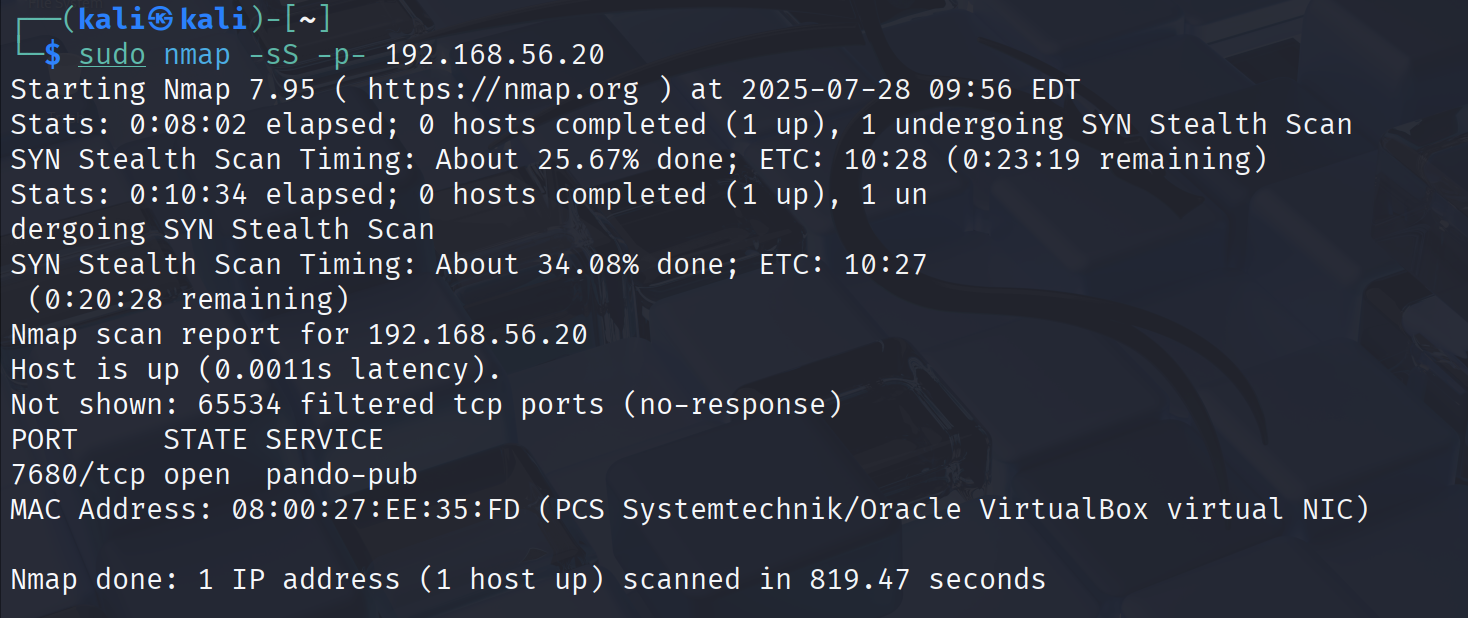 ┌──(kali㉿kali)-[~]
└─$ sudo nmap -sS -p- 192.168.56.20
Starting Nmap 7.95 ( https://nmap.org ) at 2025-07-28 09:56 EDT
Stats: 0:08:02 elapsed; 0 hosts completed (1 up), 1 undergoing SYN Stealth Scan
SYN Stealth Scan Timing: About 25.67% done; ETC: 10:28 (0:23:19 remaining)
Stats: 0:10:34 elapsed; 0 hosts completed (1 up), 1 un
dergoing SYN Stealth Scan
SYN Stealth Scan Timing: About 34.08% done; ETC: 10:27
 (0:20:28 remaining)
Nmap scan report for 192.168.56.20
Host is up (0.0011s latency).
Not shown: 65534 filtered tcp ports (no-response)
PORT     STATE SERVICE
7680/tcp open  pando-pub
MAC Address: 08:00:27:EE:35:FD (PCS Systemtechnik/Oracle VirtualBox virtual NIC)

Nmap done: 1 IP address (1 host up) scanned in 819.47 seconds